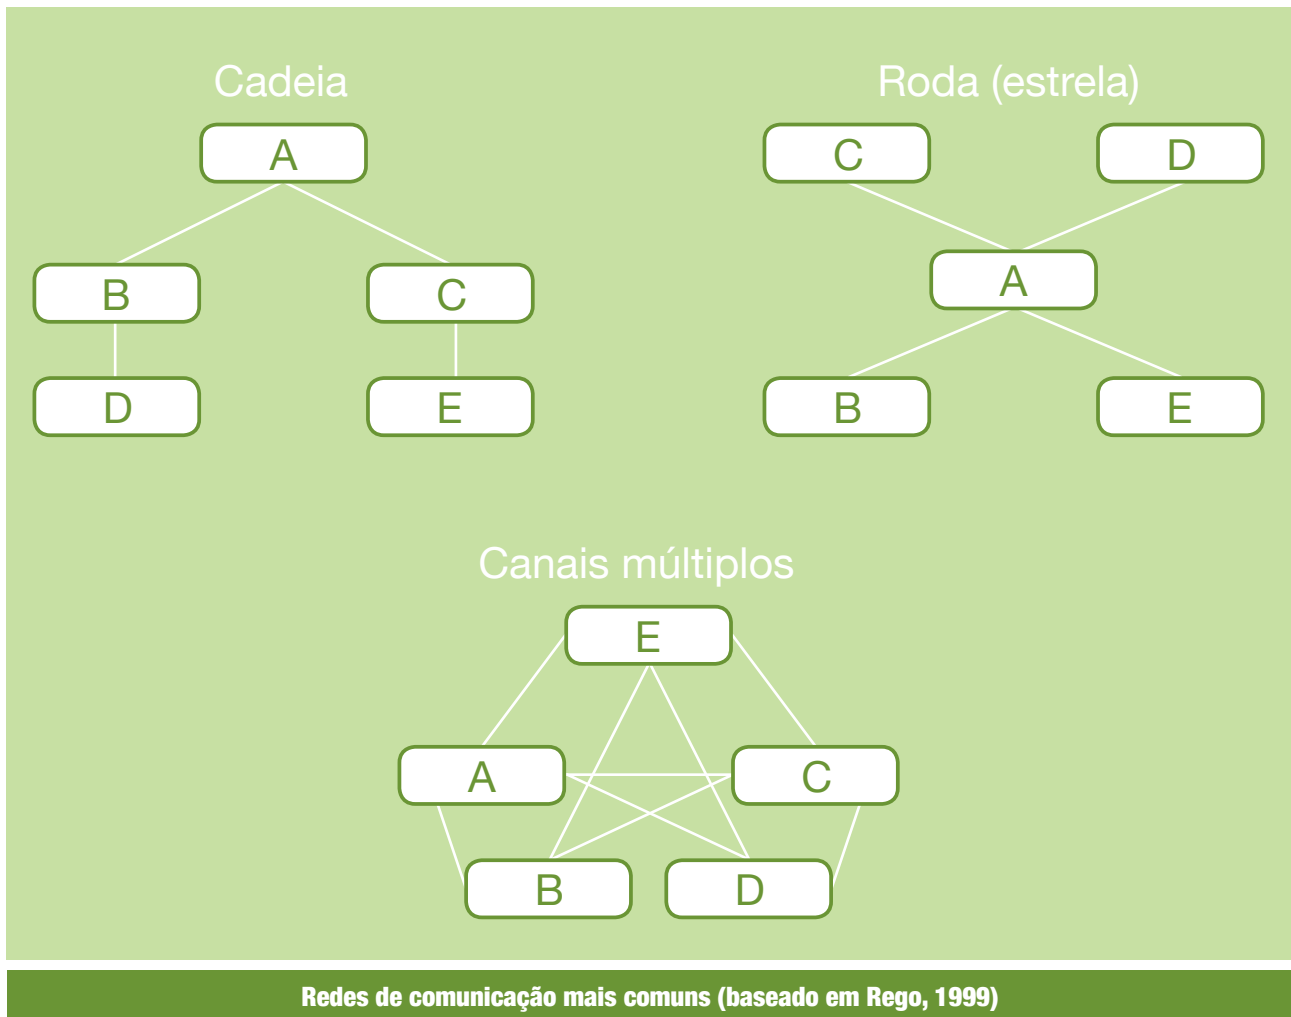 Cadeia
A
B
C
D
E
Roda (estrela)
C
D
A
B
E
Canais múltiplos
E
A
C
B
D
Redes de comunicação mais comuns (baseado em Rego, 1999)